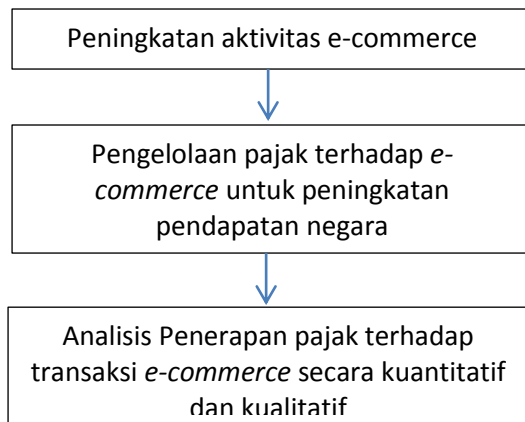 Peningkatan aktivitas e-commerce
Pengelolaan pajak terhadap e-
commerce untuk peningkatan
pendapatan negara
Analisis Penerapan pajak terhadap
transaksi e-commerce secara kuantitatif
dan kualitatif